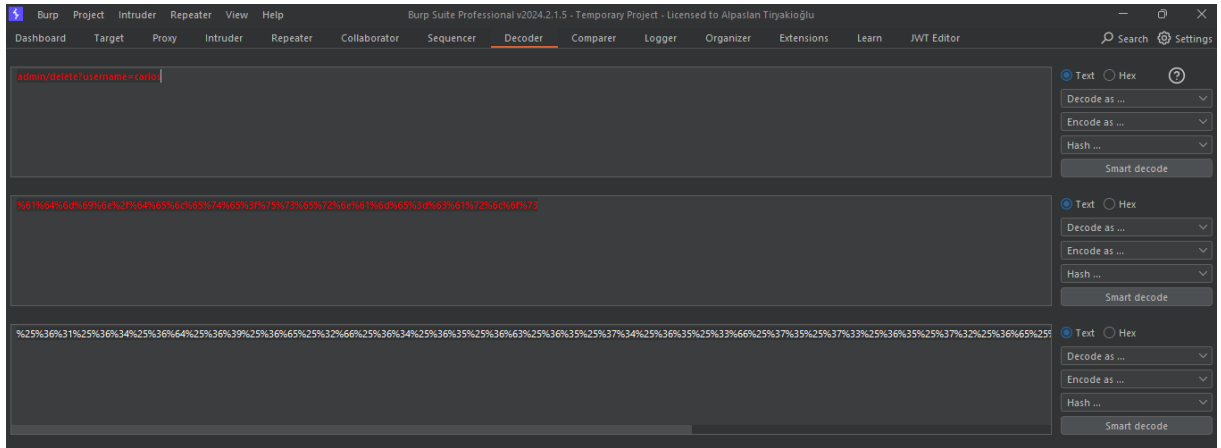 Burp Project Intruder Repeater View Help Burp Suite Professional v2024.2.1.5 - Temporary Project - Licensed to Alpaslan Tiryakioğlu
Dashboard Target Proxy Intruder Repeater Collaborator Sequencer Decoder Comparer Logger Organizer Extensions Learn JWT Editor Search Settings
admin/delete?username=carlos
Text Hex ?
Decode as ...
Encode as ...
Hash ...
Smart decode
%61%64%6d%69%6e%2f%64%65%6c%65%74%65%3f%75%73%65%72%6e%61%6d%65%3d%63%61%72%6c%6f%73
Text Hex
Decode as ...
Encode as ...
Hash ...
Smart decode
%25%36%31%25%36%34%25%36%64%25%36%39%25%36%65%25%32%66%25%36%34%25%36%35%25%36%63%25%36%35%25%37%34%25%36%35%25%33%66%25%37%35%25%37%33%25%36%35%25%37%32%25%36%65%25%
Text Hex
Decode as ...
Encode as ...
Hash ...
Smart decode